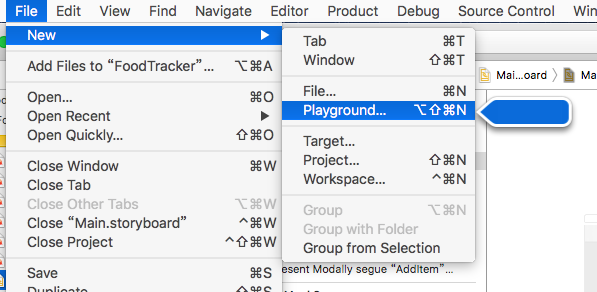 File Edit View Find Navigate Editor Product Debug Source Control Win
New
Add Files to “FoodTracker”... ⌥⌘A
Open... ⌘O
Open Recent
Open Quickly... ⇧⌘O
Close Window ⌘W
Close Tab
Close Other Tabs ⌥⌘W
Close “Main.storyboard” ^⌘W
Close Project ^⇧⌘W
Save ⌘S
Duplicate ⇧⌘S
Tab ⌘T
Window ⇧⌘T
File... ⌘N
Playground... ⌥⇧⌘N
Target...
Project... ⇧⌘N
Workspace... ^⌘N
Group ⌥⌘N
Group with Folder
Group from Selection
Mai...oard
Ma
esent Modally segue “AddItem”...